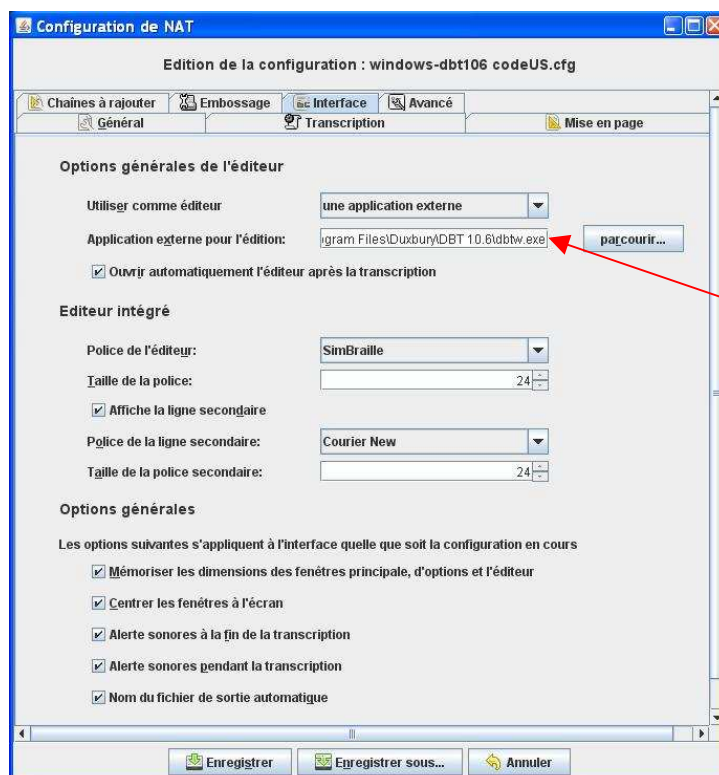 Configuration de NAT
Edition de la configuration : windows-dbt106 codeUS.cfg
Chaînes à rajouter Embossage Interface Avancé
Général Transcription Mise en page
Options générales de l'éditeur
Utiliser comme éditeur une application externe
Application externe pour l'édition: gram Files\Duxbury\DBT 10.6\dbtw.exe parcourir...
Ouvrir automatiquement l'éditeur après la transcription
Editeur intégré
Police de l'éditeur: SimBraille
Taille de la police: 24
Affiche la ligne secondaire
Police de la ligne secondaire: Courier New
Taille de la police secondaire: 24
Options générales
Les options suivantes s'appliquent à l'interface quelle que soit la configuration en cours
Mémoriser les dimensions des fenêtres principale, d'options et l'éditeur
Centrer les fenêtres à l'écran
Alerte sonores à la fin de la transcription
Alerte sonores pendant la transcription
Nom du fichier de sortie automatique
Enregistrer Enregistrer sous... Annuler